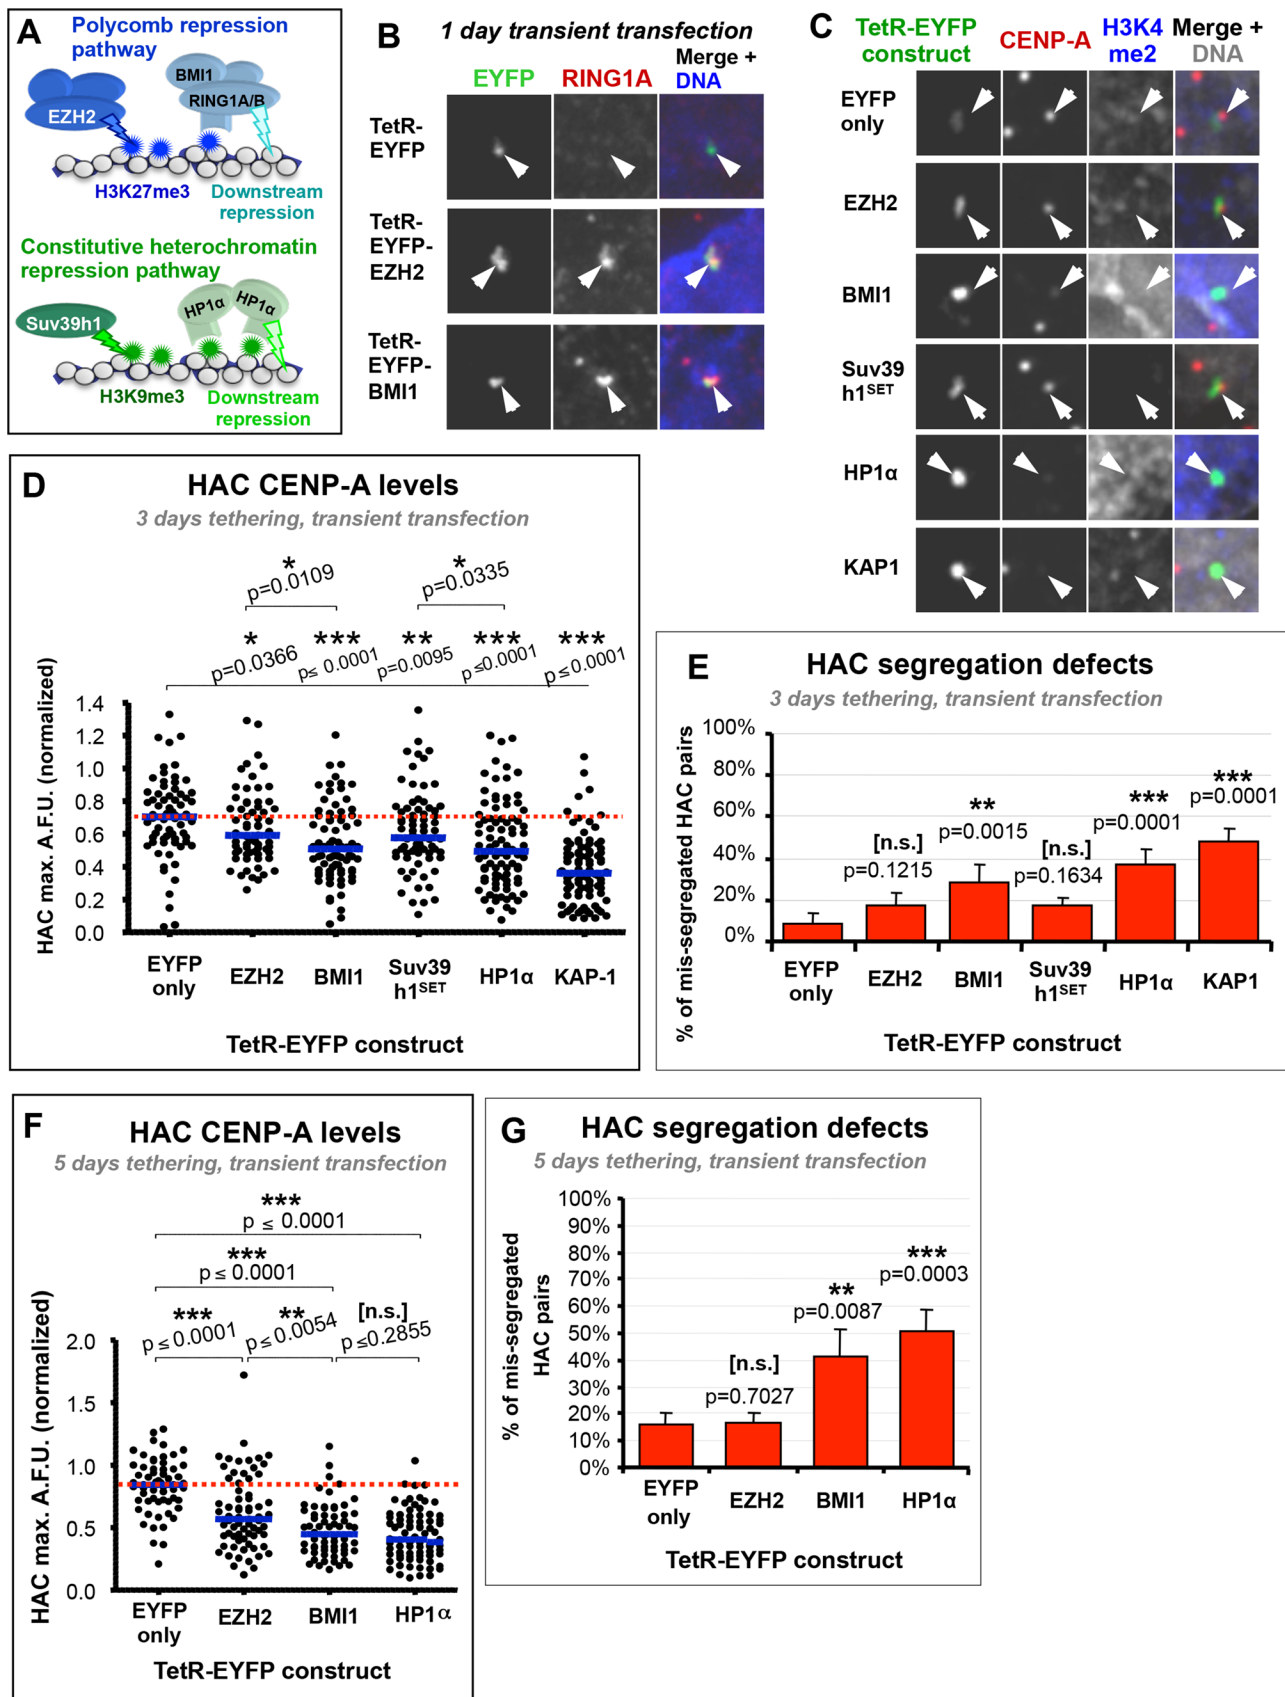 A
Polycomb repression
pathway
BMI1
RING1A/B
EZH2
H3K27me3
Downstream
repression
Constitutive heterochromatin
repression pathway
HP1α
HP1α
Suv39h1
H3K9me3
Downstream
repression
B
1 day transient transfection
EYFP
RING1A
Merge +
DNA
TetR-
EYFP
TetR-
EYFP-
EZH2
TetR-
EYFP-
BMI1
C
TetR-EYFP
construct
CENP-A
H3K4
me2
Merge +
DNA
EYFP
only
EZH2
BMI1
Suv39
h1SET
HP1α
KAP1
D
HAC CENP-A levels
3 days tethering, transient transfection
*
p=0.0109
*
p=0.0335
*
p=0.0366
***
p≤ 0.0001
**
p=0.0095
***
p ≤0.0001
***
p ≤ 0.0001
HAC max. A.F.U. (normalized)
1.4
1.2
1.0
0.8
0.6
0.4
0.2
0.0
EYFP
only
EZH2
BMI1
Suv39
h1SET
HP1α
KAP-1
TetR-EYFP construct
E
HAC segregation defects
3 days tethering, transient transfection
% of mis-segregated HAC pairs
100%
80%
60%
40%
20%
0%
[n.s.]
p=0.1215
**
p=0.0015
[n.s.]
p=0.1634
***
p=0.0001
***
p=0.0001
EYFP
only
EZH2
BMI1
Suv39
h1SET
HP1α
KAP1
TetR-EYFP construct
F
HAC CENP-A levels
5 days tethering, transient transfection
***
p ≤ 0.0001
***
p ≤ 0.0001
***
p ≤ 0.0001
**
p ≤ 0.0054
[n.s.]
p ≤0.2855
HAC max. A.F.U. (normalized)
2.0
1.5
1.0
0.5
0.0
EYFP
only
EZH2
BMI1
HP1α
TetR-EYFP construct
G
HAC segregation defects
5 days tethering, transient transfection
% of mis-segregated
HAC pairs
100%
90%
80%
70%
60%
50%
40%
30%
20%
10%
0%
[n.s.]
p=0.7027
**
p=0.0087
***
p=0.0003
EYFP
only
EZH2
BMI1
HP1α
TetR-EYFP construct